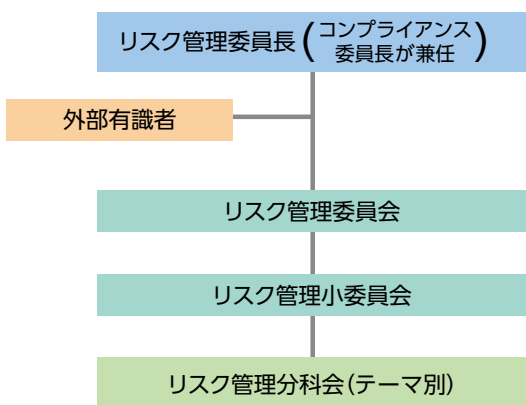 リスク管理委員長(コンプライアンス
委員長が兼任)
外部有識者
リスク管理委員会
リスク管理小委員会
リスク管理分科会(テーマ別)